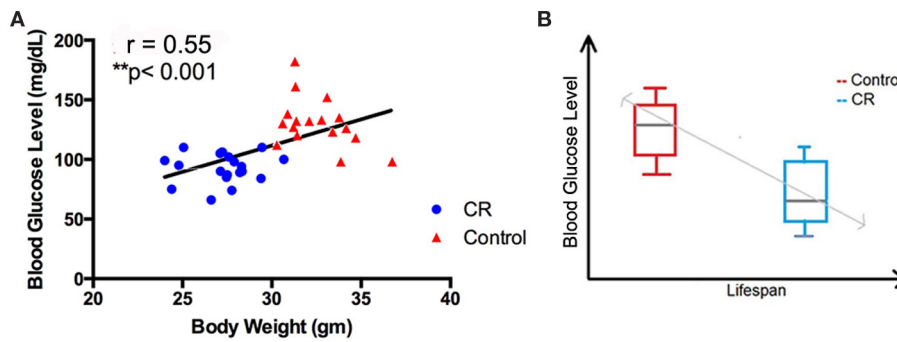 A
r = 0.55
**p< 0.001
Blood Glucose Level (mg/dL)
200
150
100
50
0
20
25
30
35
40
Body Weight (gm)
CR
Control
B
Blood Glucose Level
Lifespan
Control
CR